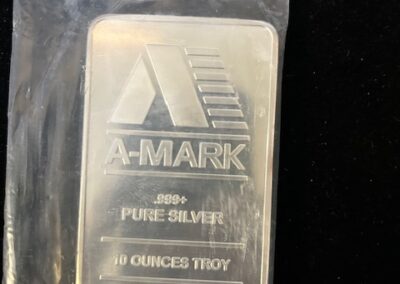 A-MARK
.999+
PURE SILVER
10 OUNCES TROY